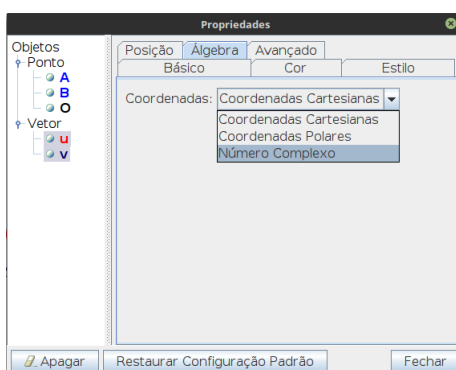 Propriedades
Objetos
Ponto
A
B
O
Vetor
u
v
Posição Álgebra Avançado
Básico Cor Estilo
Coordenadas: Coordenadas Cartesianas
Coordenadas Cartesianas
Coordenadas Polares
Número Complexo
Apagar Restaurar Configuração Padrão Fechar